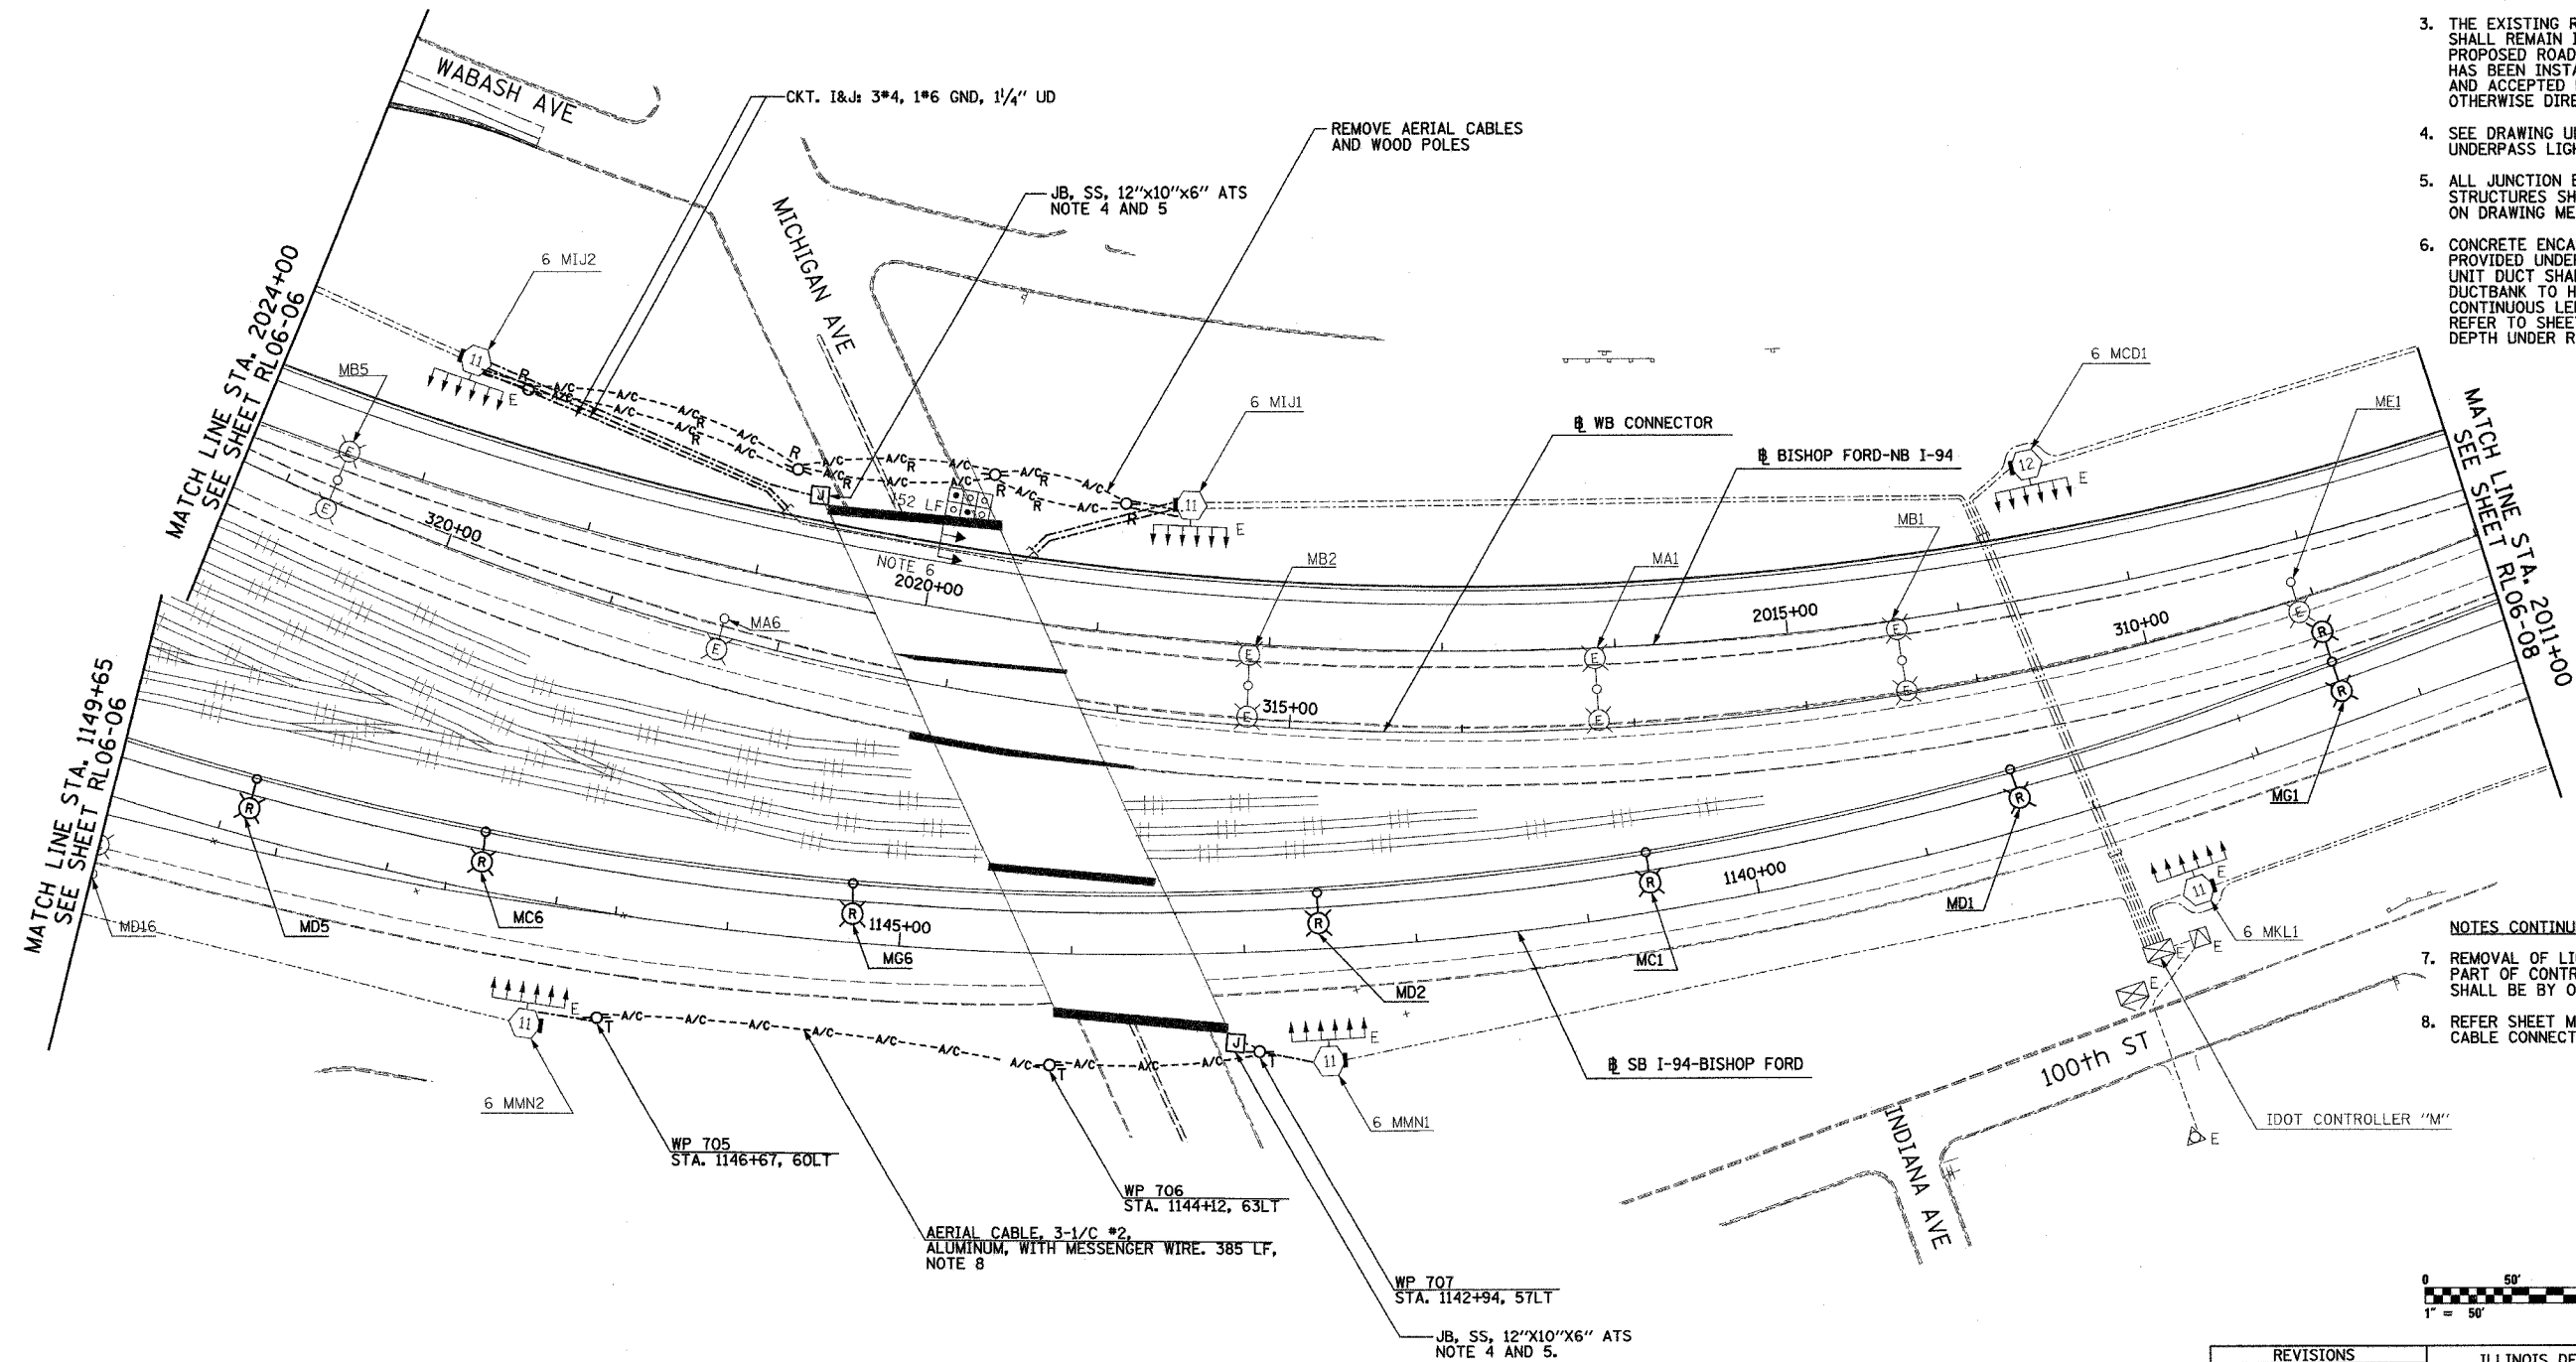 WABASH AVE
CKT. I&J: 3#4, 1#6 GND, 1 1/4" UD
REMOVE AERIAL CABLES
AND WOOD POLES
JB, SS, 12"x10"x6" ATS
NOTE 4 AND 5
MICHIGAN AVE
MATCH LINE STA. 2024+00
SEE SHEET RL06-06
6 MIJ2
11
E
MB5
E
E
R
A/C
A/C
A/C
A/C
R
R
A/C
A/C
R
R
R
A/C
A/C
A/C
A/C
R
R
A/C
A/C
R
A/C
A/C
R
R
A/C
A/C
J
52 LF
NOTE 6
6 MIJ1
11
E
320+00
2020+00
MA6
E
MB2
E
E
315+00
℄ WB CONNECTOR
℄ BISHOP FORD-NB I-94
MA1
E
E
2015+00
MB1
E
E
6 MCD1
12
E
ME1
E
R
R
310+00
MG1
MATCH LINE STA. 2011+00
SEE SHEET RL06-08
MATCH LINE STA. 1149+65
SEE SHEET RL06-06
MD16
R
MD5
R
MC6
R
1145+00
MG6
R
MD2
R
MC1
1140+00
R
MD1
11
E
6 MKL1
E
E
E
IDOT CONTROLLER "M"
E
100th ST
INDIANA AVE
℄ SB I-94-BISHOP FORD
11
E
6 MMN2
T
A/C
A/C
A/C
A/C
A/C
A/C
A/C
T
A/C
A/C
A/C
A/C
J
T
11
E
6 MMN1
WP 705
STA. 1146+67, 60LT
WP 706
STA. 1144+12, 63LT
AERIAL CABLE, 3-1/C #2,
ALUMINUM, WITH MESSENGER WIRE. 385 LF,
NOTE 8
WP 707
STA. 1142+94, 57LT
JB, SS, 12"X10"X6" ATS
NOTE 4 AND 5.
3. THE EXISTING R
SHALL REMAIN I
PROPOSED ROAD
HAS BEEN INSTA
AND ACCEPTED
OTHERWISE DIRE
4. SEE DRAWING U
UNDERPASS LIG
5. ALL JUNCTION B
STRUCTURES SH
ON DRAWING ME
6. CONCRETE ENCA
PROVIDED UNDER
UNIT DUCT SHA
DUCTBANK TO H
CONTINUOUS LE
REFER TO SHEE
DEPTH UNDER R
NOTES CONTINU
7. REMOVAL OF LI
PART OF CONTR
SHALL BE BY O
8. REFER SHEET M
CABLE CONNECT
0 50'
1" = 50'
REVISIONS
ILLINOIS DE